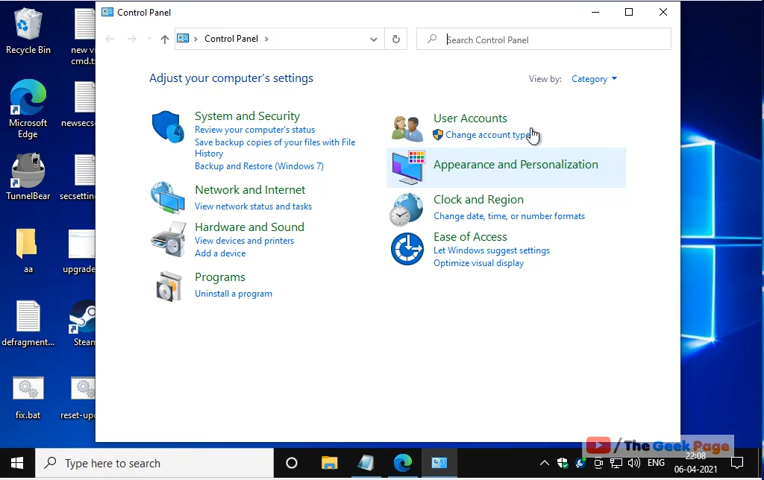 Control Panel
Control Panel
Search Control Panel
Adjust your computer's settings
View by: Category
System and Security
Review your computer's status
Save backup copies of your files with File
History
Backup and Restore (Windows 7)
Network and Internet
View network status and tasks
Hardware and Sound
View devices and printers
Add a device
Programs
Uninstall a program
User Accounts
Change account type
Appearance and Personalization
Clock and Region
Change date, time, or number formats
Ease of Access
Let Windows suggest settings
Optimize visual display
Recycle Bin
new
cmd.t
Microsoft
Edge
newsec
TunnelBear
secsettin
aa
upgrade
defragment...
Steam
fix.bat
reset-up
/ The Geek Page
Type here to search
ENG
22:08
06-04-2021